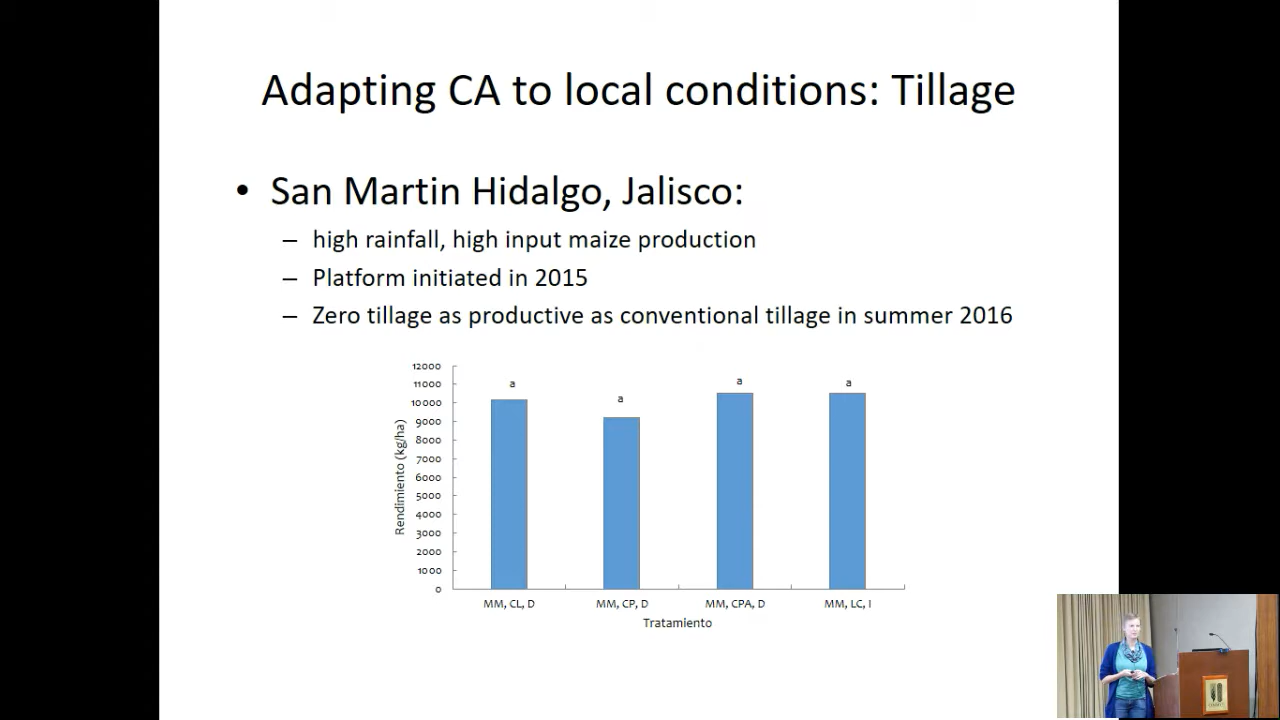 Adapting CA to local conditions: Tillage
• San Martin Hidalgo, Jalisco:
– high rainfall, high input maize production
– Platform initiated in 2015
– Zero tillage as productive as conventional tillage in summer 2016
12000
11000
10000
9000
8000
7000
6000
5000
4000
3000
2000
1000
0
Rendimiento (kg/ha)
a
a
a
a
MM, CL, D
MM, CP, D
MM, CPA, D
MM, LC, I
Tratamiento